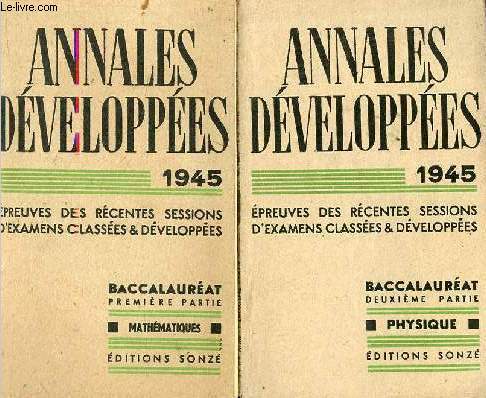 Le-livre.com
ANNALES
DÉVELOPPÉES
1945
ÉPREUVES DES RÉCENTES SESSIONS
D'EXAMENS CLASSÉES & DÉVELOPPÉES
BACCALAURÉAT
PREMIÈRE PARTIE
MATHÉMATIQUES
ÉDITIONS SONZÉ
ANNALES
DÉVELOPPÉES
1945
ÉPREUVES DES RÉCENTES SESSIONS
D'EXAMENS CLASSÉES & DÉVELOPPÉES
BACCALAURÉAT
DEUXIÈME PARTIE
PHYSIQUE
ÉDITIONS SONZÉ